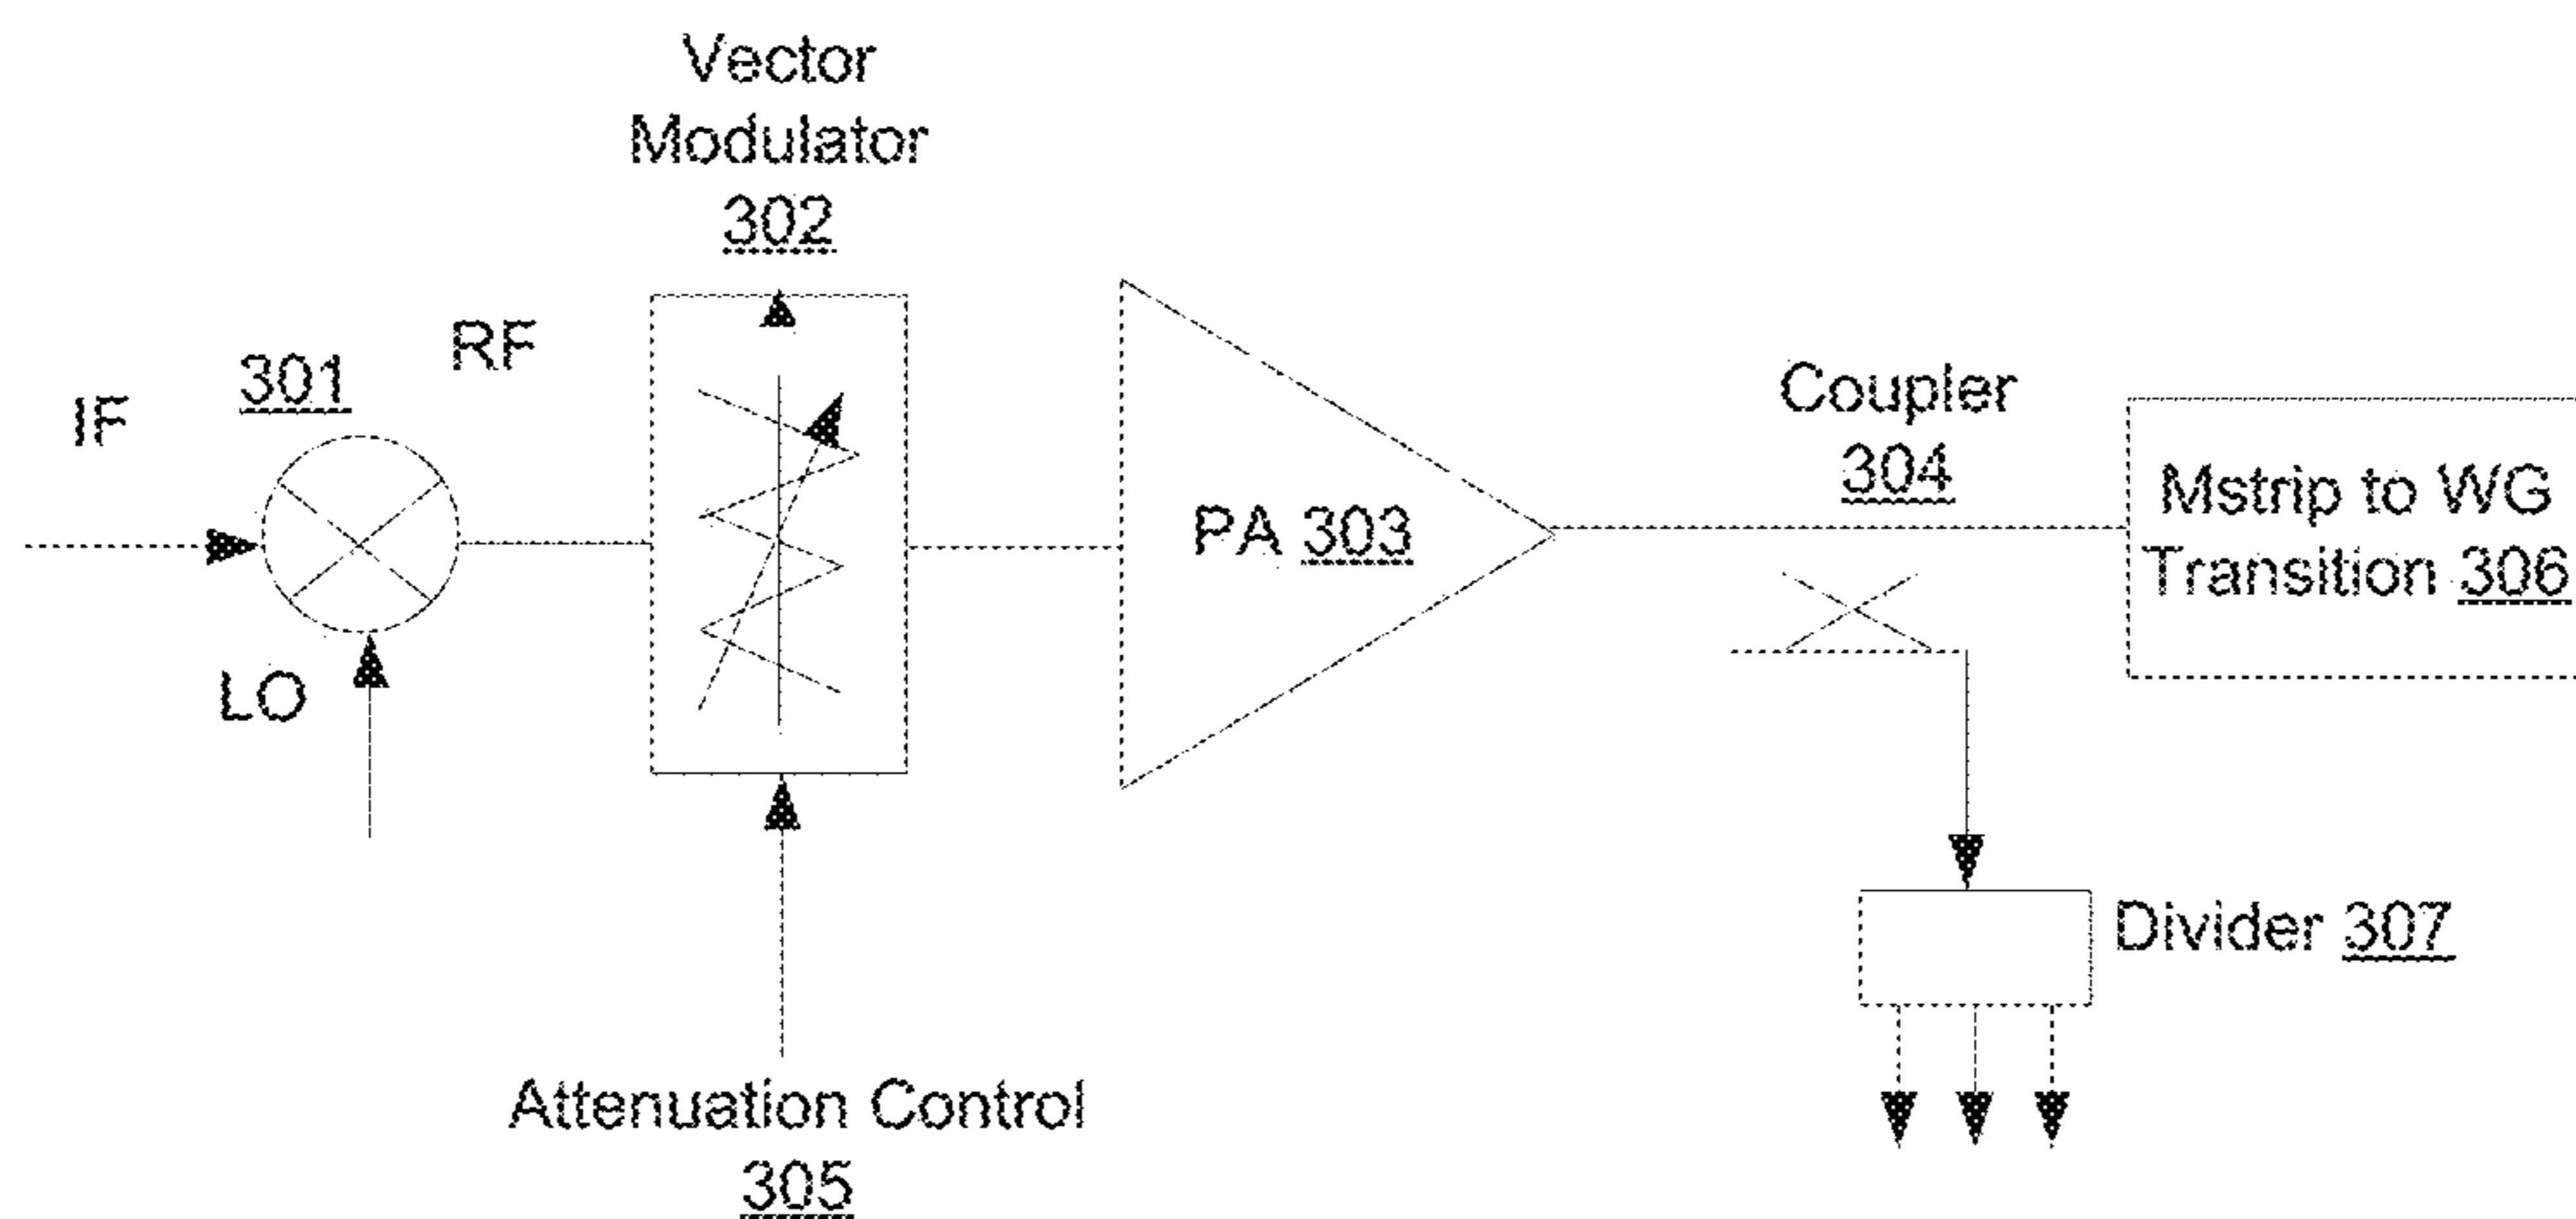 Vector
Modulator
302
IF
301
RF
LO
PA 303
Coupler
304
Mstrip to WG
Transition 306
Divider 307
Attenuation Control
305